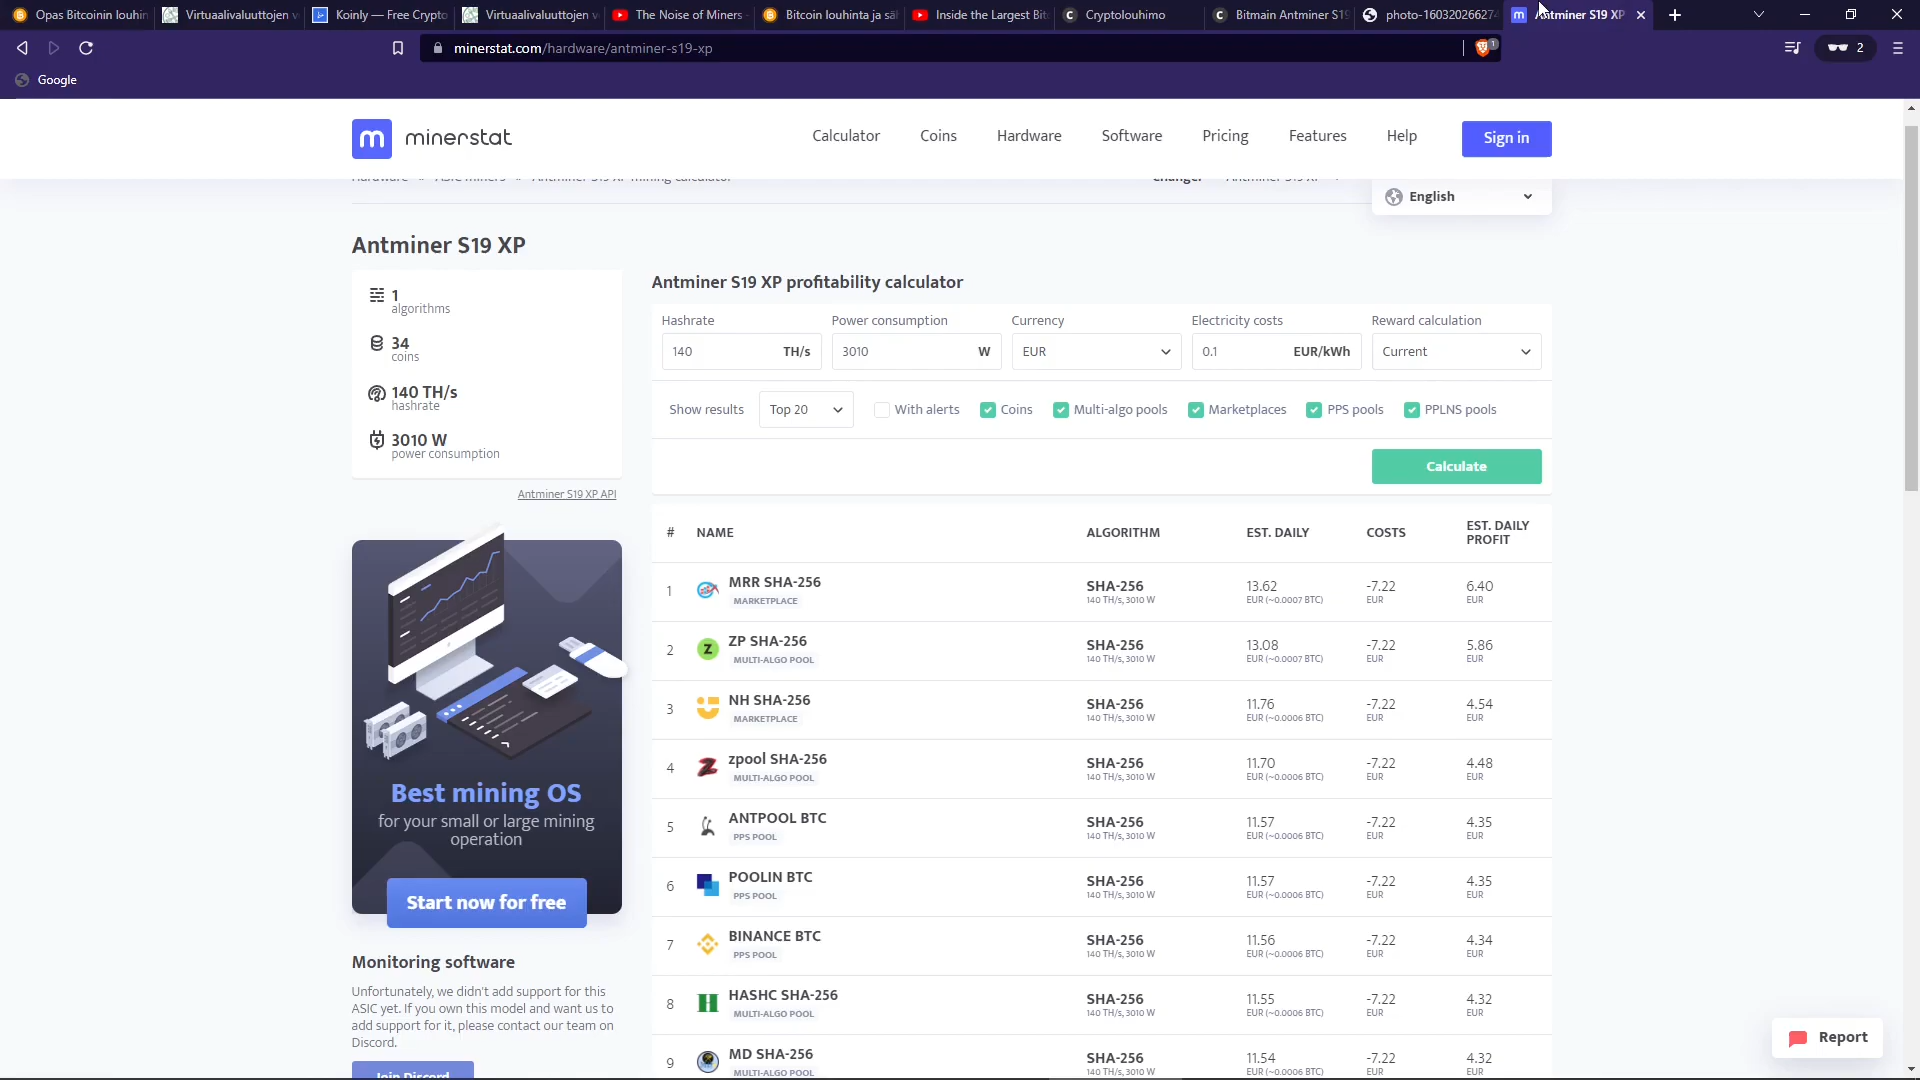 Opas Bitcoinin louhin
Virtuaalivaluuttojen v
Koinly — Free Crypto
Virtuaalivaluuttojen v
The Noise of Miners -
Bitcoin louhinta ja säh
Inside the Largest Bitc
Cryptolouhimo
Bitmain Antminer S19
photo-16032026627
Antminer S19 XP
minerstat.com/hardware/antminer-s19-xp
1
2
Google
m
minerstat
Calculator
Coins
Hardware
Software
Pricing
Features
Help
Sign in
English
Antminer S19 XP
1
algorithms
34
coins
140 TH/s
hashrate
3010 W
power consumption
Antminer S19 XP API
Best mining OS
for your small or large mining
operation
Start now for free
Monitoring software
Unfortunately, we didn't add support for this
ASIC yet. If you own this model and want us to
add support for it, please contact our team on
Discord.
Join Discord
Antminer S19 XP profitability calculator
Hashrate
Power consumption
Currency
Electricity costs
Reward calculation
140 TH/s
3010 W
EUR
0.1 EUR/kWh
Current
Show results
Top 20
With alerts
Coins
Multi-algo pools
Marketplaces
PPS pools
PPLNS pools
Calculate
# NAME ALGORITHM EST. DAILY COSTS EST. DAILY
PROFIT
1 MRR SHA-256 SHA-256 13.62 -7.22 6.40
MARKETPLACE 140 TH/s, 3010 W EUR (~0.0007 BTC) EUR EUR
2 ZP SHA-256 SHA-256 13.08 -7.22 5.86
MULTI-ALGO POOL 140 TH/s, 3010 W EUR (~0.0007 BTC) EUR EUR
3 NH SHA-256 SHA-256 11.76 -7.22 4.54
MARKETPLACE 140 TH/s, 3010 W EUR (~0.0006 BTC) EUR EUR
4 zpool SHA-256 SHA-256 11.70 -7.22 4.48
MULTI-ALGO POOL 140 TH/s, 3010 W EUR (~0.0006 BTC) EUR EUR
5 ANTPOOL BTC SHA-256 11.57 -7.22 4.35
PPS POOL 140 TH/s, 3010 W EUR (~0.0006 BTC) EUR EUR
6 POOLIN BTC SHA-256 11.57 -7.22 4.35
PPS POOL 140 TH/s, 3010 W EUR (~0.0006 BTC) EUR EUR
7 BINANCE BTC SHA-256 11.56 -7.22 4.34
PPS POOL 140 TH/s, 3010 W EUR (~0.0006 BTC) EUR EUR
8 HASHC SHA-256 SHA-256 11.55 -7.22 4.32
MULTI-ALGO POOL 140 TH/s, 3010 W EUR (~0.0006 BTC) EUR EUR
9 MD SHA-256 SHA-256 11.54 -7.22 4.32
MULTI-ALGO POOL 140 TH/s, 3010 W EUR (~0.0006 BTC) EUR EUR
Report